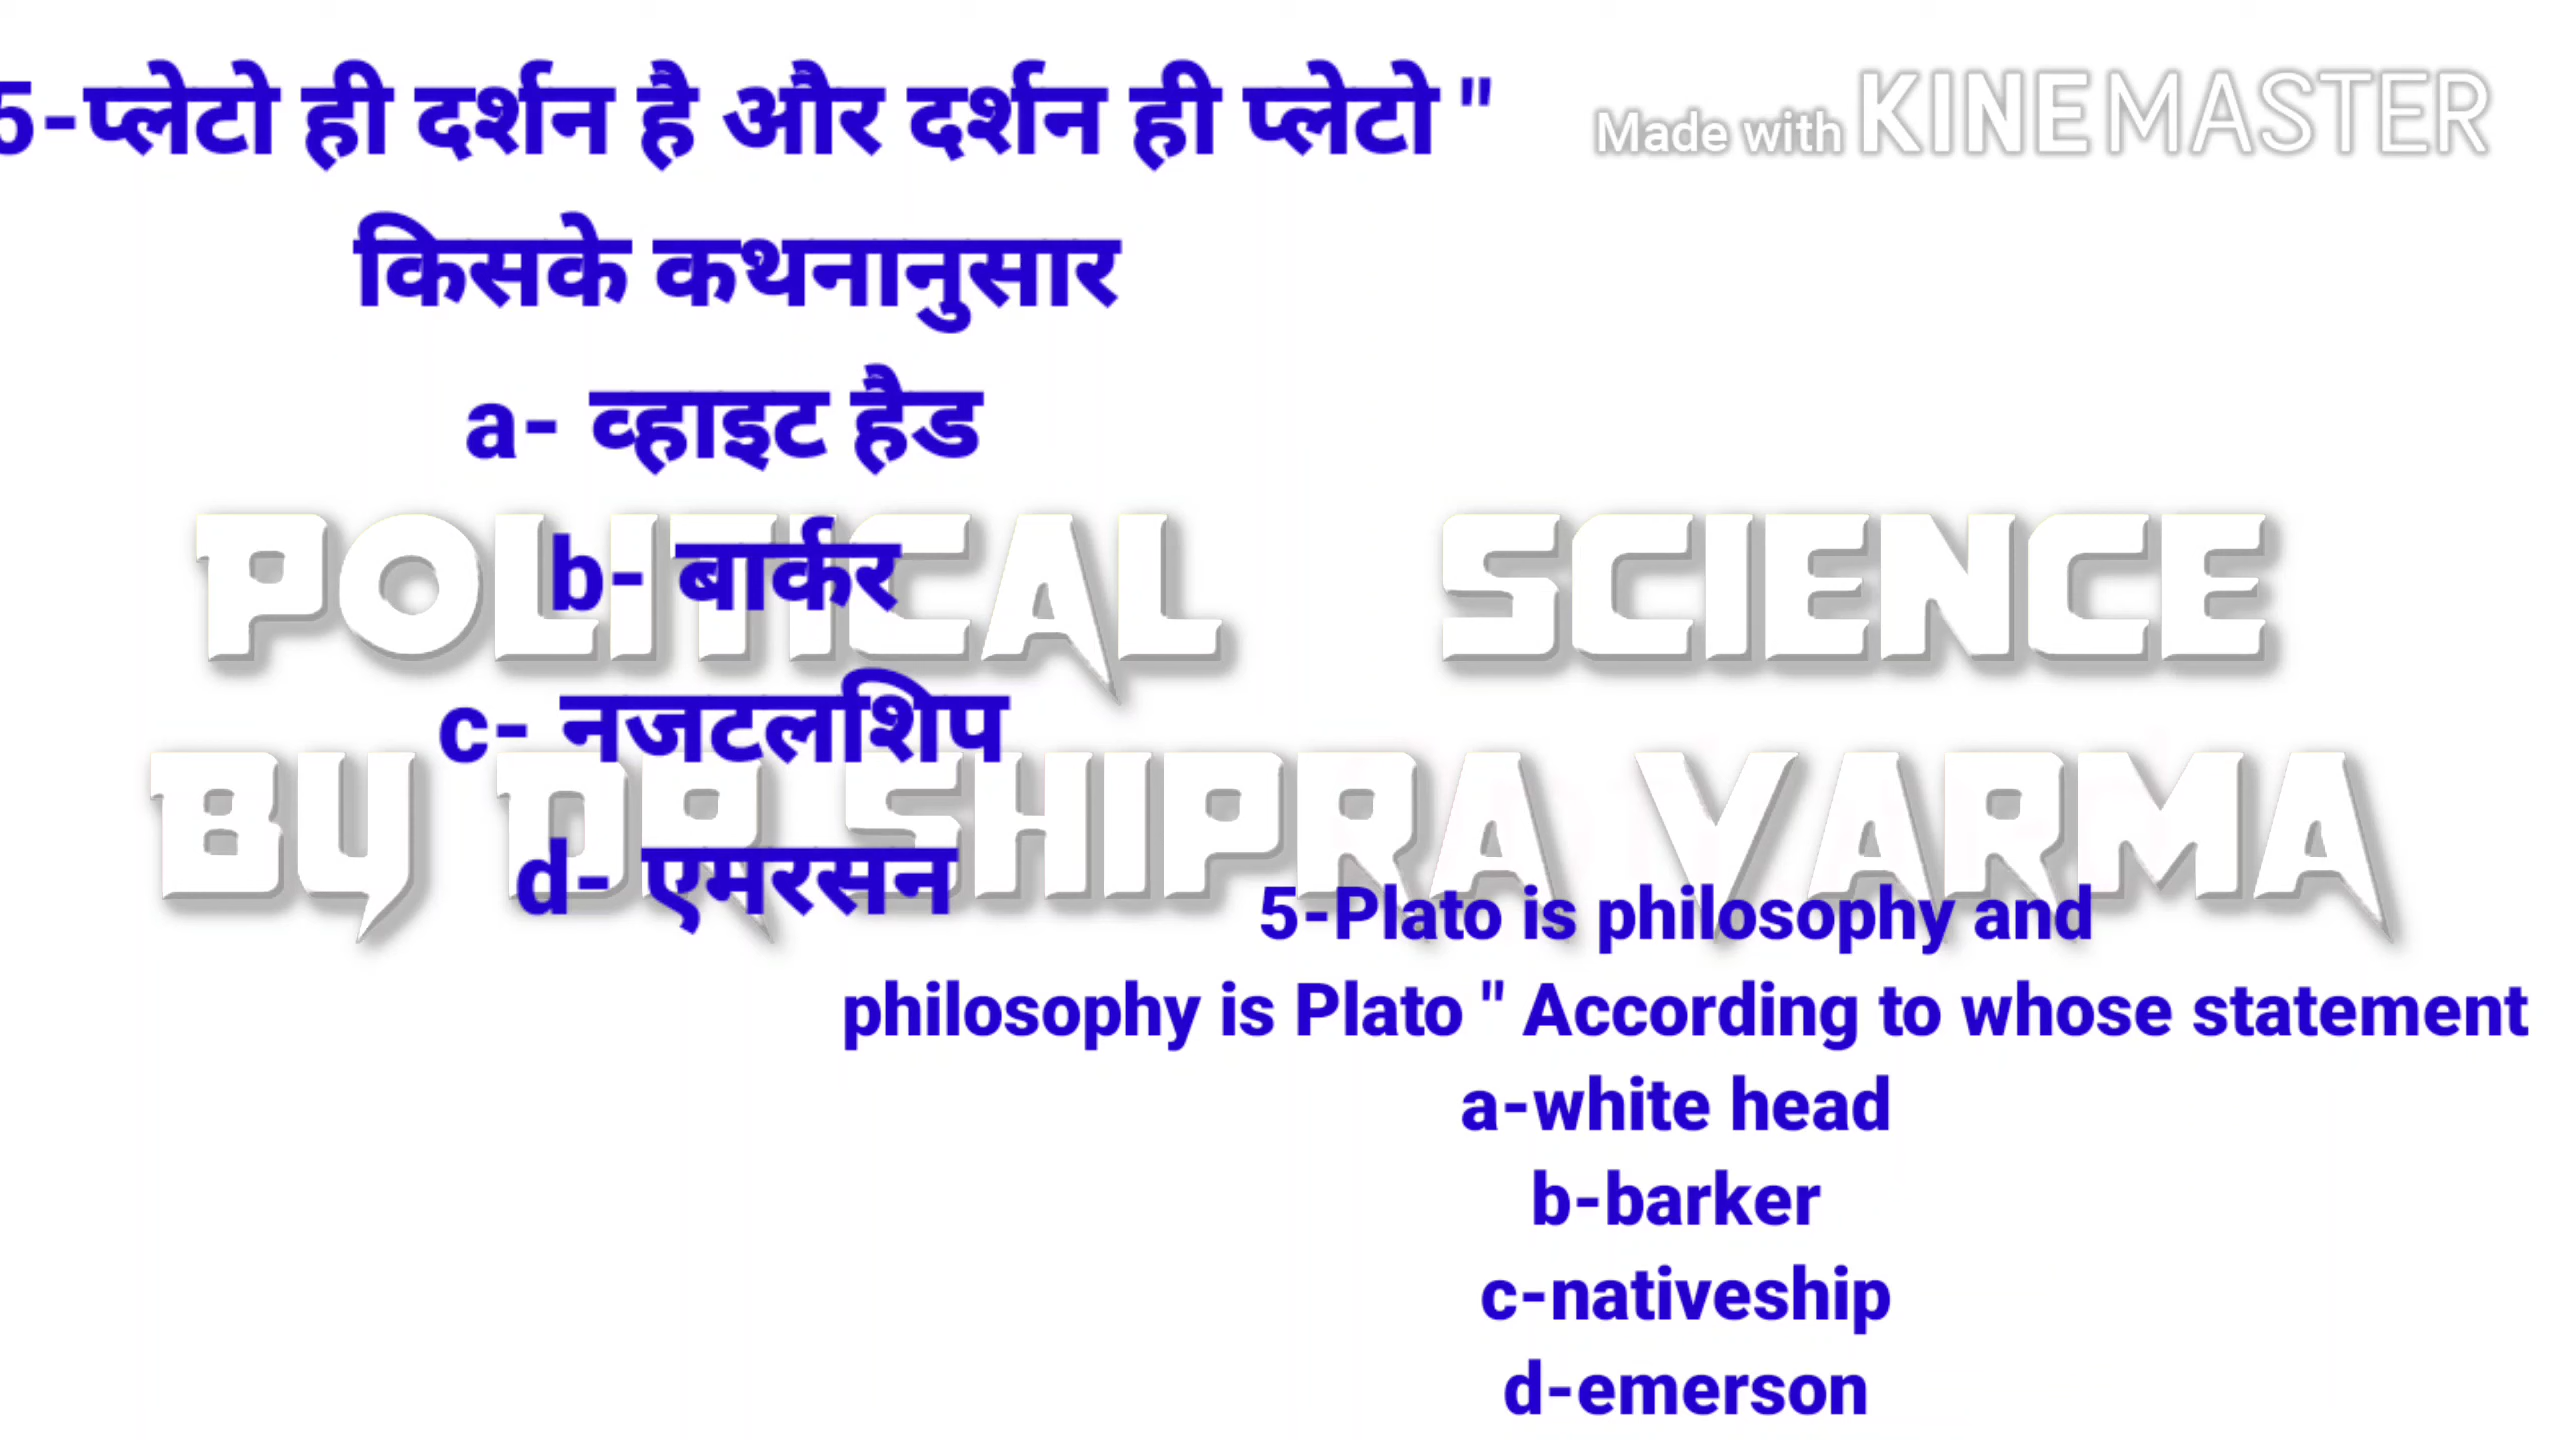 5-प्लेटो ही दर्शन है और दर्शन ही प्लेटो "
किसके कथनानुसार
a- व्हाइट हैड
b- बार्कर
c- नजटलशिप
d- एमरसन
Made with KINEMASTER
POLITICAL SCIENCE
BY DR SHIPRA VARMA
5-Plato is philosophy and
philosophy is Plato " According to whose statement
a-white head
b-barker
c-nativeship
d-emerson